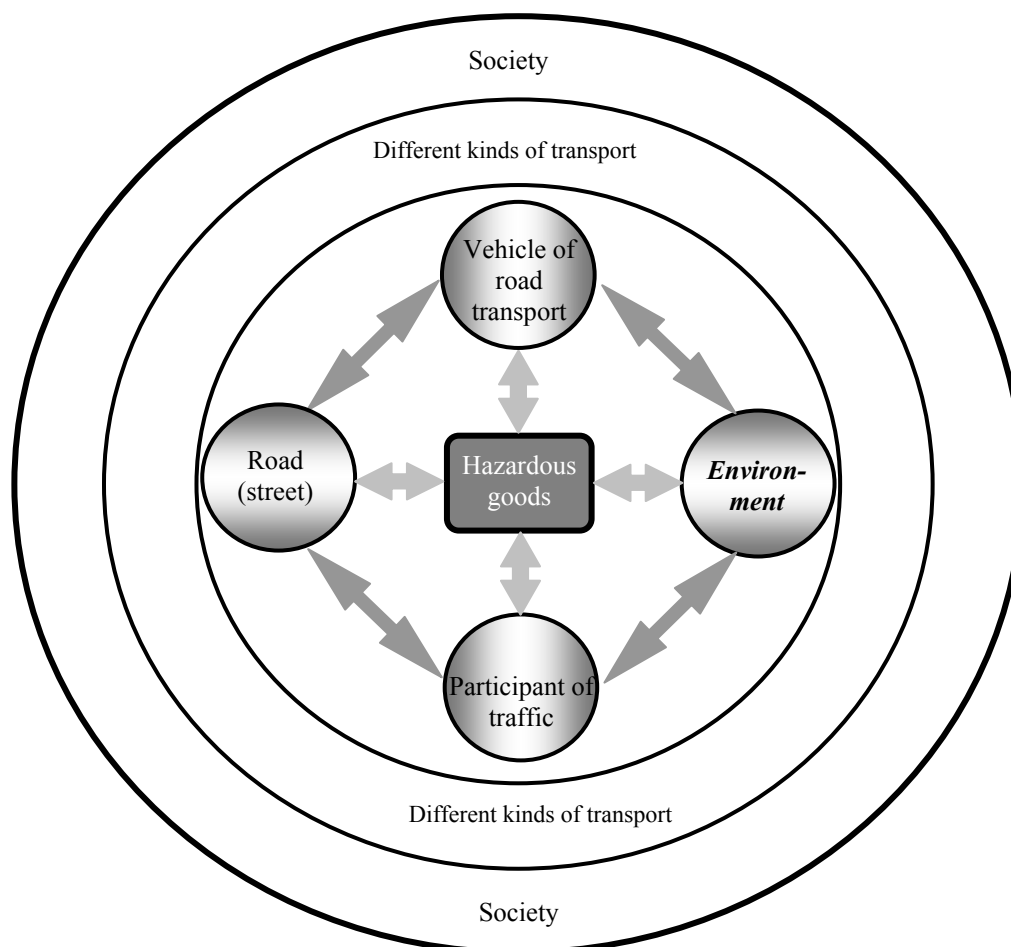 Society
Different kinds of transport
Vehicle of
road
transport
Road
(street)
Hazardous
goods
Environ-
ment
Participant of
traffic
Different kinds of transport
Society